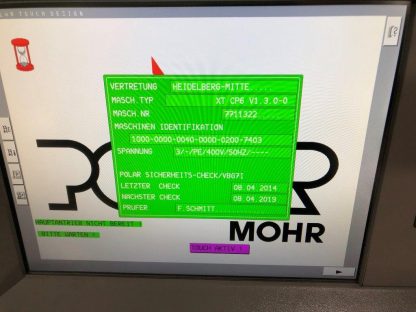 VERTRETUNG HEIDELBERG-MITTE.....
MASCH.TYP XT/CP6 V1.3.0-0
MASCH.NR 7711322
MASCHINEN IDENTIFIKATION
1000-0000-0040-0000-0200-7403
SPANNUNG 3/-/PE/400V/50HZ/----
POLAR SICHERHEITS-CHECK/VBG7I
LETZTER CHECK 08.04.2014
NÄCHSTER CHECK 08.04.2019
PRÜFER F.SCHMITT
MOHR
HAUPTANTRIEB NICHT BEREIT !
BITTE WARTEN !
TOUCH AKTIV !